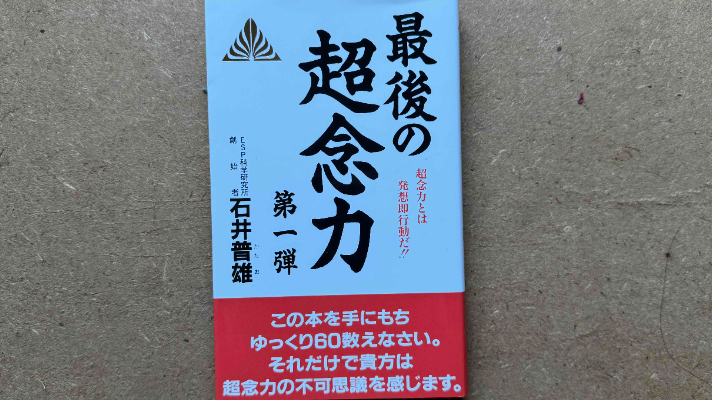 最後の
超念力
超念力とは
発想即行動だ!!
第一弾
ESP科学研究所
創始者
石井普雄
かたお
この本を手にもち
ゆっくり60数えなさい。
それだけで貴方は
超念力の不可思議を感じます。